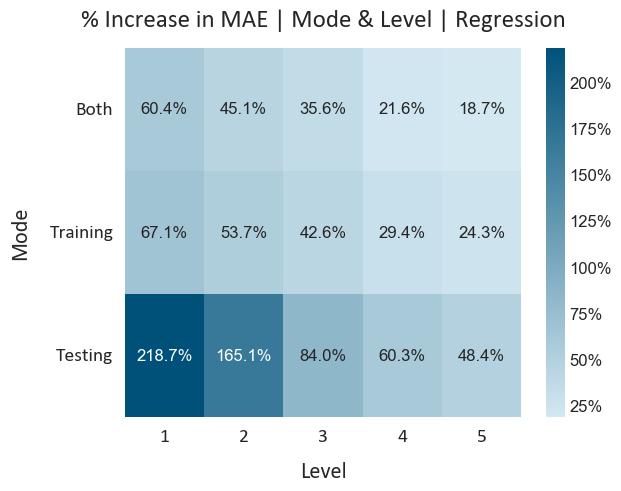 % Increase in MAE | Mode & Level | Regression
Mode
Both
60.4% 45.1% 35.6% 21.6% 18.7%
Training
67.1% 53.7% 42.6% 29.4% 24.3%
Testing
218.7% 165.1% 84.0% 60.3% 48.4%
1 2 3 4 5
Level
200%
175%
150%
125%
100%
75%
50%
25%